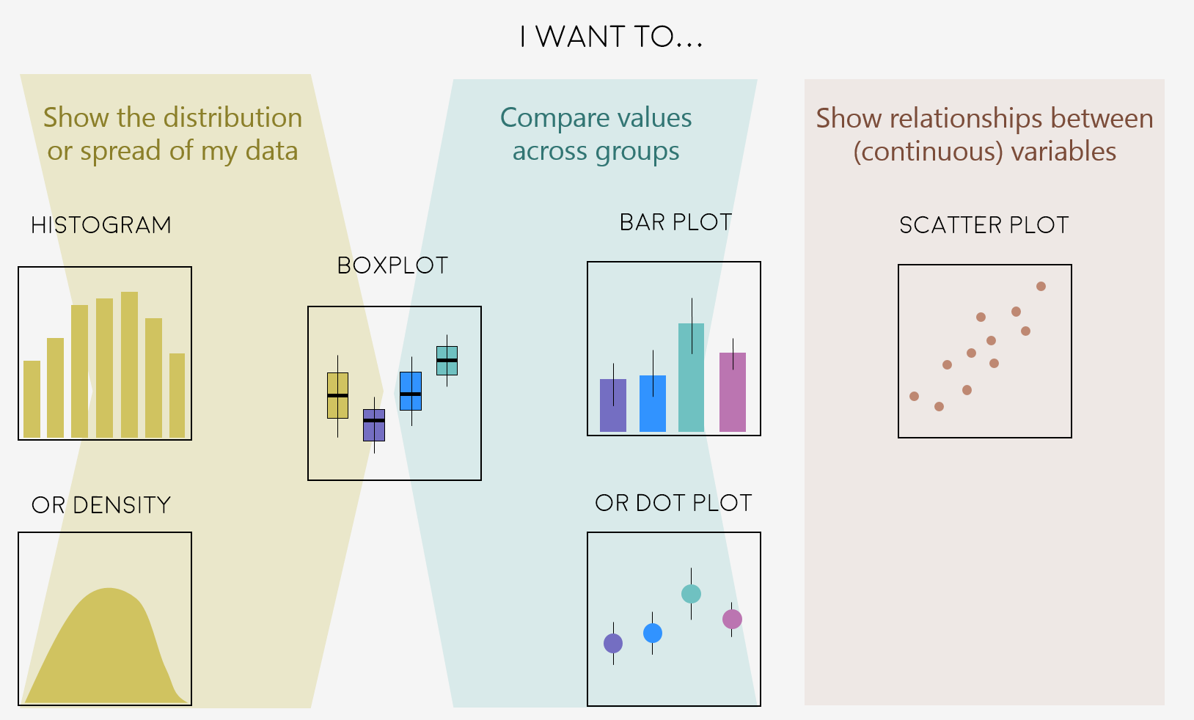 I WANT TO...
Show the distribution
or spread of my data
Compare values
across groups
Show relationships between
(continuous) variables
HISTOGRAM
BOXPLOT
BAR PLOT
SCATTER PLOT
OR DENSITY
OR DOT PLOT